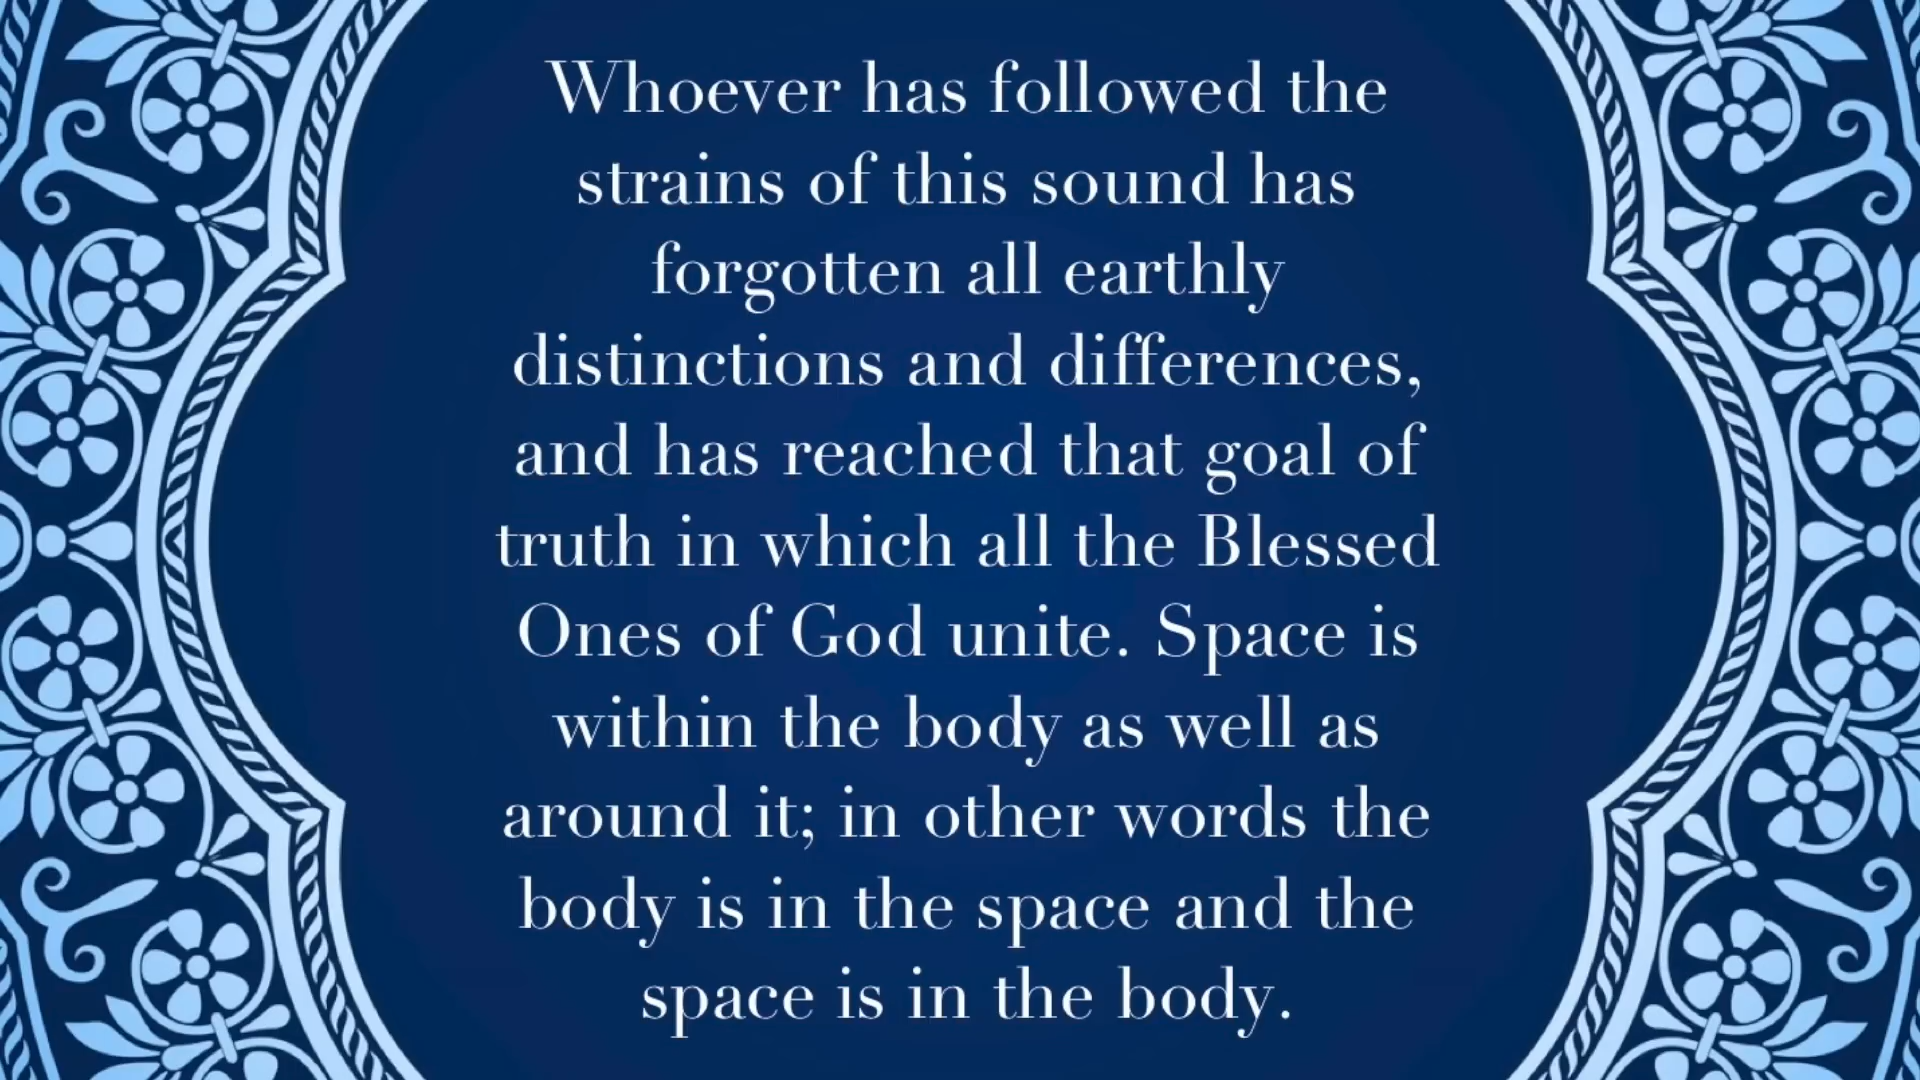 Whoever has followed the
strains of this sound has
forgotten all earthly
distinctions and differences,
and has reached that goal of
truth in which all the Blessed
Ones of God unite. Space is
within the body as well as
around it; in other words the
body is in the space and the
space is in the body.